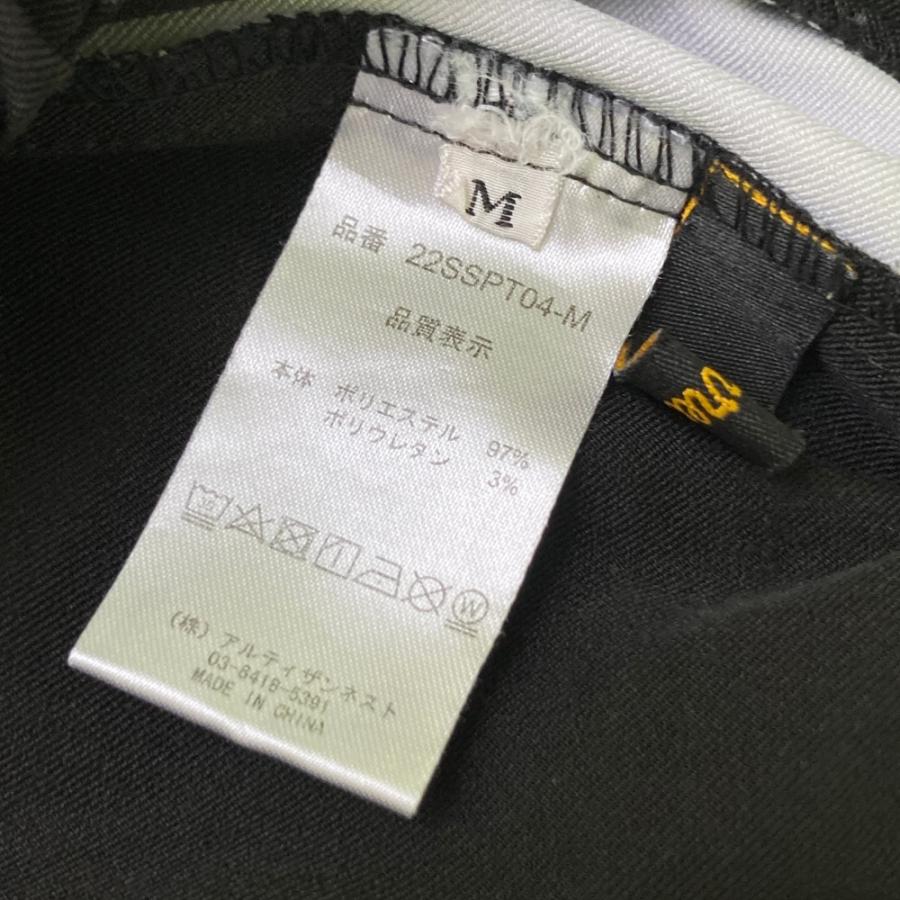 M
品番 22SSPT04-M
品質表示
本体 ポリエステル 97%
ポリウレタン 3%
W
(株) アルティザンネスト
03-6418-5391
MADE IN CHINA